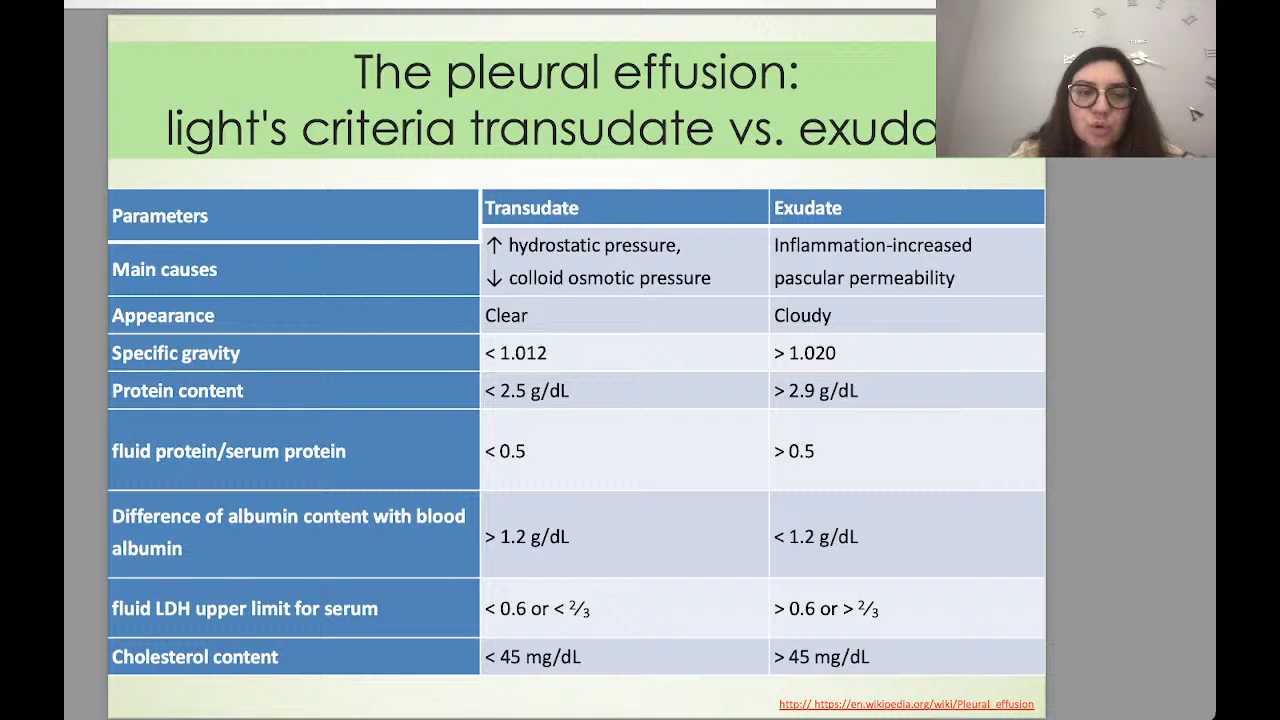 The pleural effusion:
light's criteria transudate vs. exuda
Parameters Transudate Exudate
Main causes ↑ hydrostatic pressure, Inflammation-increased
↓ colloid osmotic pressure pascular permeability
Appearance Clear Cloudy
Specific gravity < 1.012 > 1.020
Protein content < 2.5 g/dL > 2.9 g/dL
fluid protein/serum protein < 0.5 > 0.5
Difference of albumin content with blood
albumin > 1.2 g/dL < 1.2 g/dL
fluid LDH upper limit for serum < 0.6 or < 2⁄3 > 0.6 or > 2⁄3
Cholesterol content < 45 mg/dL > 45 mg/dL
http:// https://en.wikipedia.org/wiki/Pleural_effusion